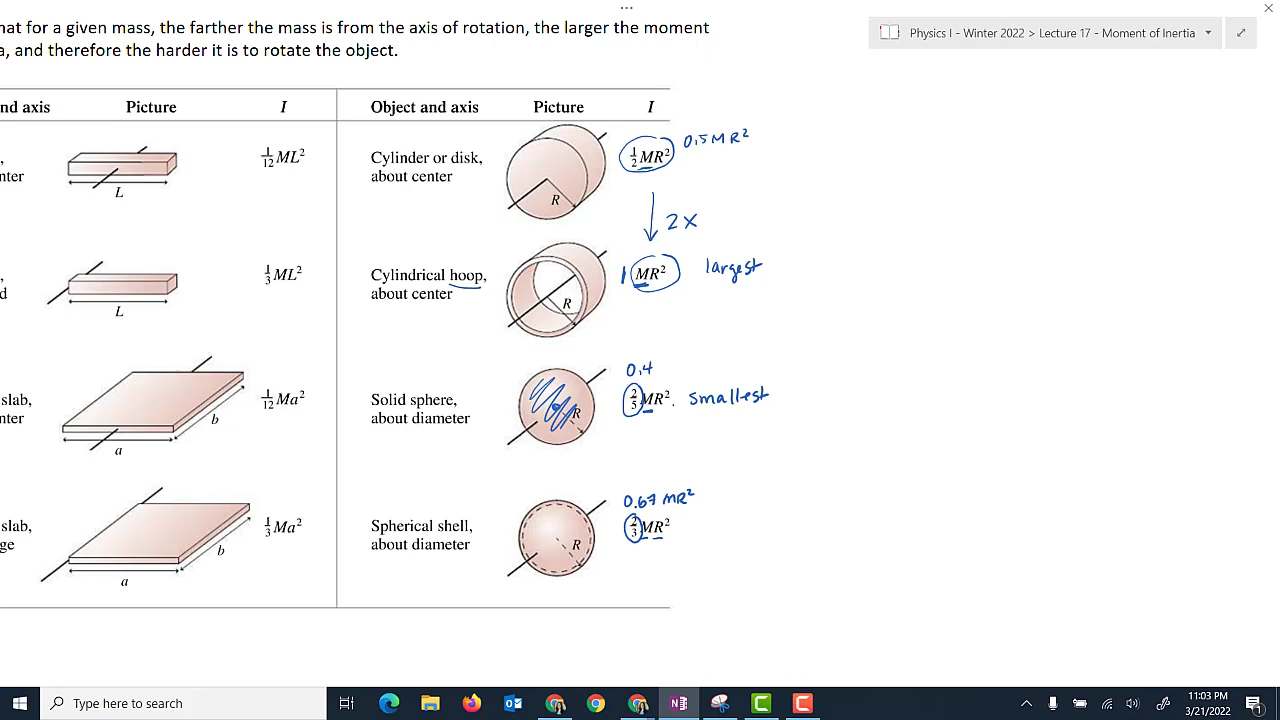 ...
hat for a given mass, the farther the mass is from the axis of rotation, the larger the moment
a, and therefore the harder it is to rotate the object.
Physics I - Winter 2022 > Lecture 17 - Moment of Inertia
nd axis Picture I Object and axis Picture I
, nter L 1/12 ML²
Cylinder or disk, about center R 1/2 MR² 0.5 MR²
2x
, d L 1/3 ML²
Cylindrical hoop, about center R 1 MR² largest
slab, nter a b 1/12 Ma²
0.4
Solid sphere, about diameter R 2/5 MR². smallest
slab, ge a b 1/3 Ma²
0.67 MR²
Spherical shell, about diameter R 2/3 MR²
Type here to search
11:03 PM
3/21/2022
1